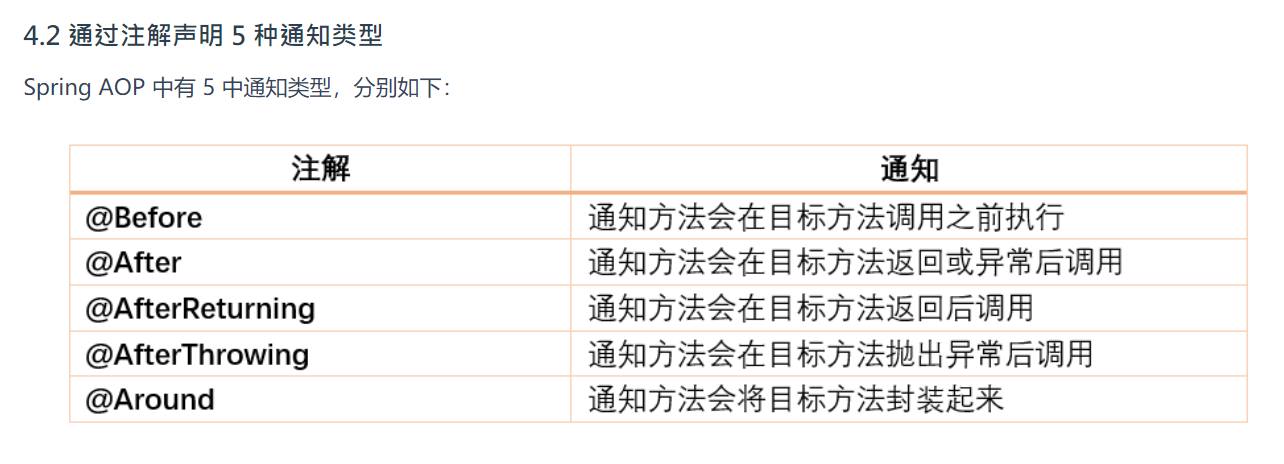 4.2 通过注解声明 5 种通知类型
Spring AOP 中有 5 中通知类型，分别如下：
注解 通知
@Before 通知方法会在目标方法调用之前执行
@After 通知方法会在目标方法返回或异常后调用
@AfterReturning 通知方法会在目标方法返回后调用
@AfterThrowing 通知方法会在目标方法抛出异常后调用
@Around 通知方法会将目标方法封装起来